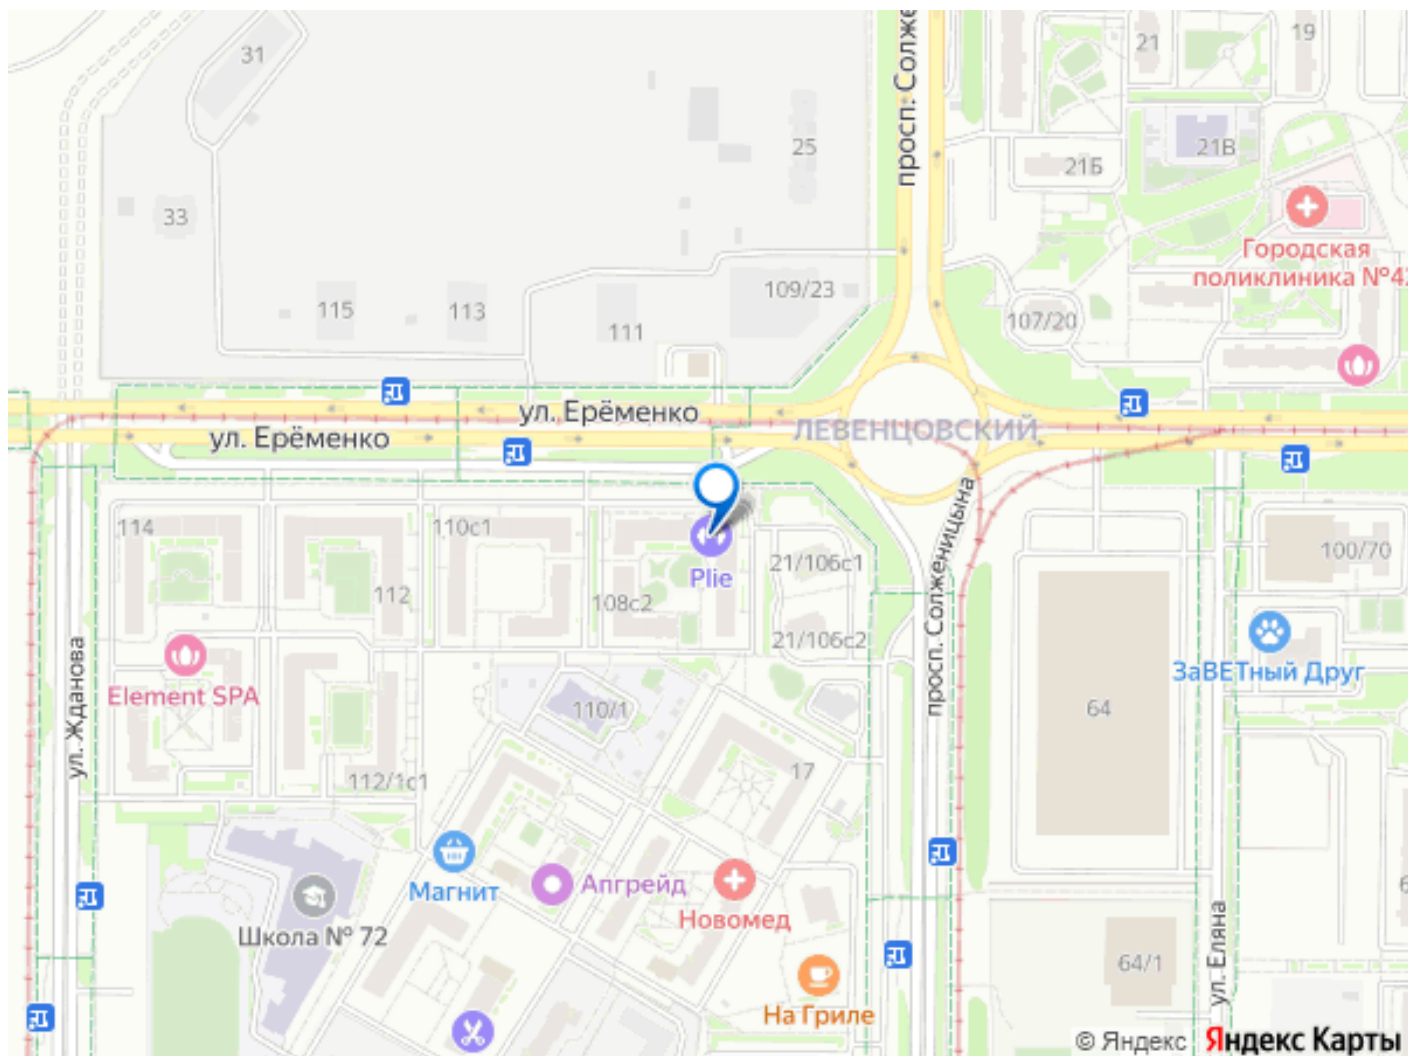 31
просп. Солже
21
19
25
21В
21Б
33
Городская
поликлиника №42
109/23
115
113
111
107/20
ул. Ерёменко
ул. Ерёменко
ЛЕВЕНЦОВСКИЙ
114
110с1
Plie
21/106с1
100/70
112
108с2
21/106с2
просп. Солженицына
ул. Жданова
Element SPA
ЗаВЕТный Друг
110/1
64
17
112/1с1
Магнит
Апгрейд
Новомед
Школа № 72
64/1
ул. Еляна
На Гриле
© Яндекс Яндекс Карты